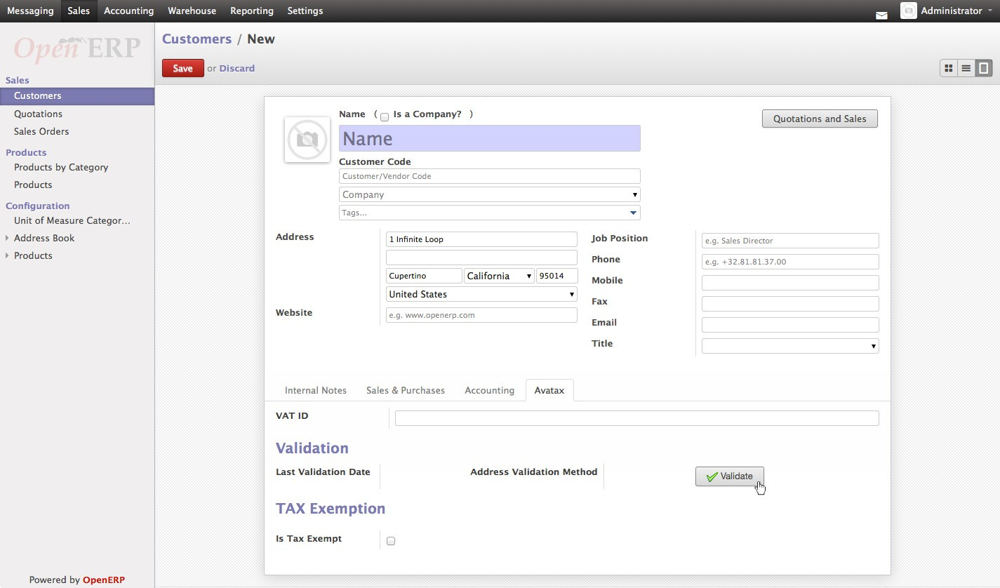 Messaging Sales Accounting Warehouse Reporting Settings Administrator
Open ERP
Sales
Customers
Quotations
Sales Orders
Products
Products by Category
Products
Configuration
Unit of Measure Categor...
Address Book
Products
Powered by OpenERP
Customers / New
Save or Discard
Name ( Is a Company? )
Quotations and Sales
Name
Customer Code
Customer/Vendor Code
Company
Tags...
Address
1 Infinite Loop
Cupertino California 95014
United States
Website e.g. www.openerp.com
Job Position e.g. Sales Director
Phone e.g. +32.81.81.37.00
Mobile
Fax
Email
Title
Internal Notes Sales & Purchases Accounting Avatax
VAT ID
Validation
Last Validation Date Address Validation Method Validate
TAX Exemption
Is Tax Exempt